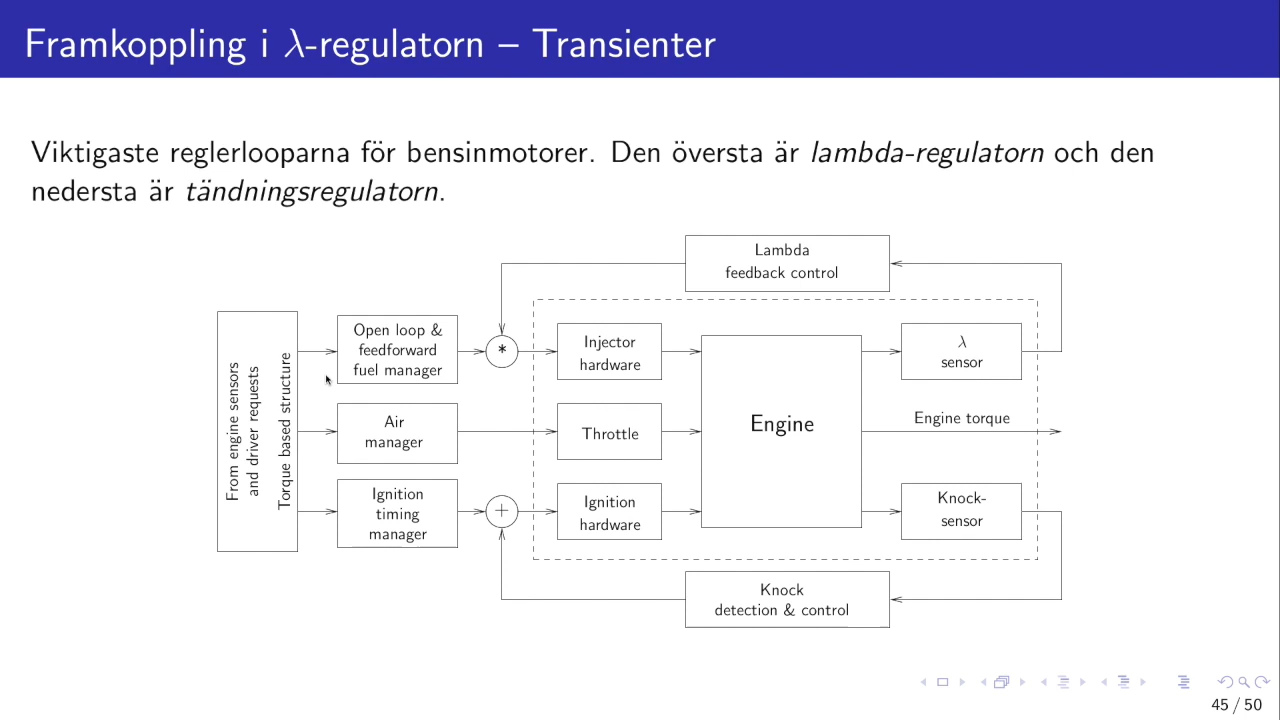 Framkoppling i λ-regulatorn – Transienter
Viktigaste reglerlooparna för bensinmotorer. Den översta är lambda-regulatorn och den
nedersta är tändningsregulatorn.
Lambda
feedback control
From engine sensors
and driver requests
Torque based structure
Open loop &
feedforward
fuel manager
*
Injector
hardware
λ
sensor
Air
manager
Throttle
Engine
Engine torque
Ignition
timing
manager
+
Ignition
hardware
Knock-
sensor
Knock
detection & control
45 / 50